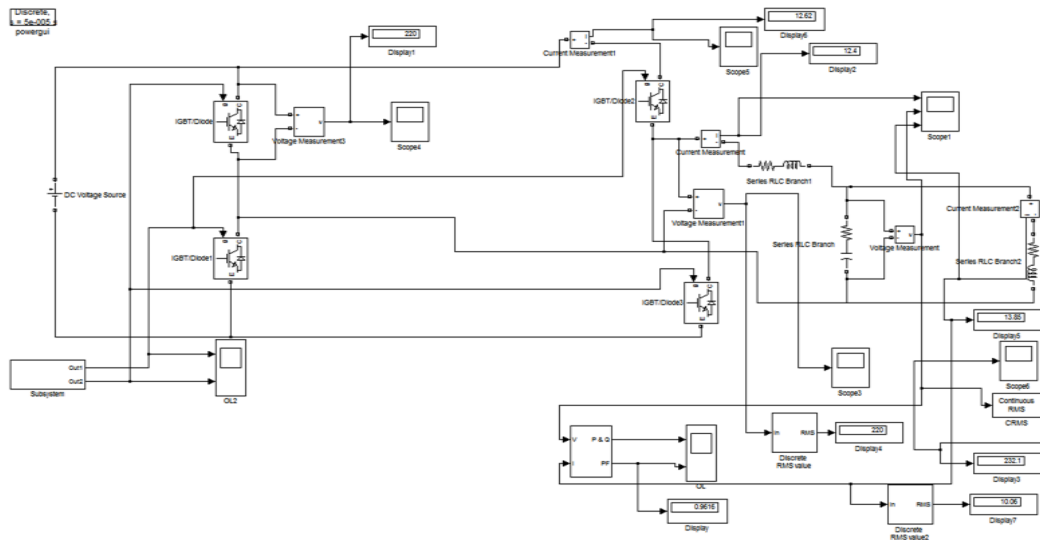 Discrete,
s = 5e-005 s
powergui
220
Display1
12.62
Display6
Current Measurement1
Scope5
12.4
Display2
IGBT/Diode
Voltage Measurement3
Scope4
IGBT/Diode2
Scope1
Current Measurement
Series RLC Branch1
DC Voltage Source
Voltage Measurement1
Current Measurement2
Series RLC Branch
Voltage Measurement
Series RLC Branch2
IGBT/Diode1
IGBT/Diode3
13.88
Display5
Subsystem
Out1
Out2
OL2
Scope3
Scope6
Continuous
RMS
CRMS
V
I
P & Q
PF
OL
In
RMS
Discrete
RMS value
220
Display4
232.1
Display3
0.9616
Display
In
RMS
Discrete
RMS value2
10.06
Display7